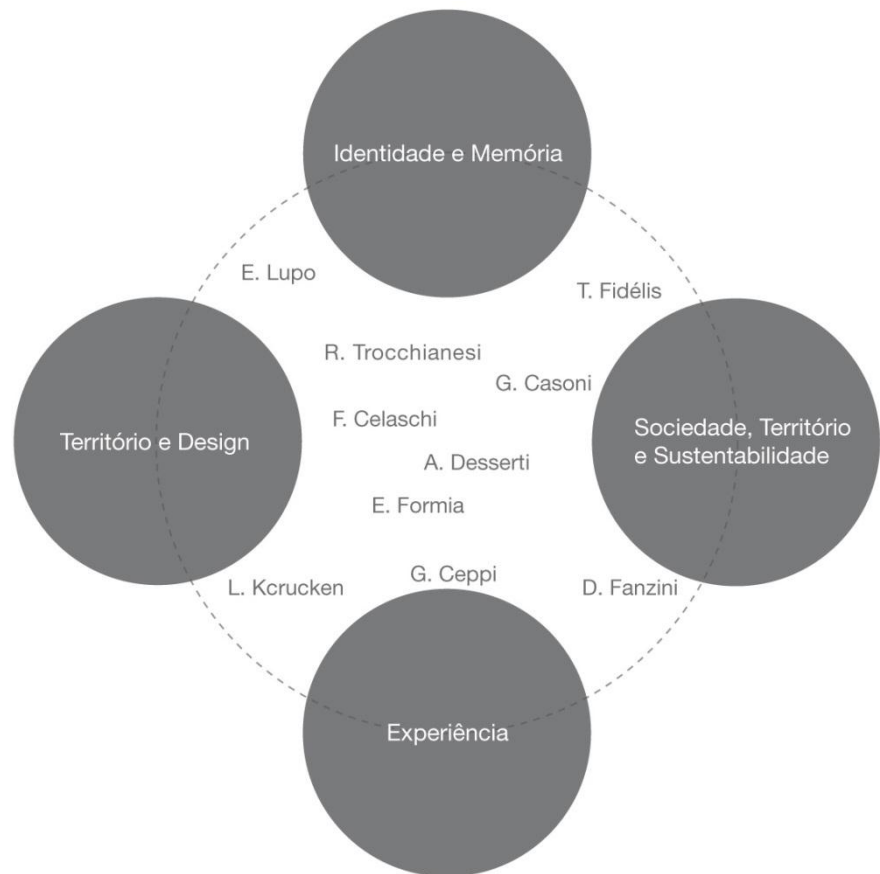 Identidade e Memória
E. Lupo
T. Fidélis
R. Trocchianesi
G. Casoni
F. Celaschi
Território e Design
Sociedade, Território
e Sustentabilidade
A. Desserti
E. Formia
G. Ceppi
L. Kcrucken
D. Fanzini
Experiência